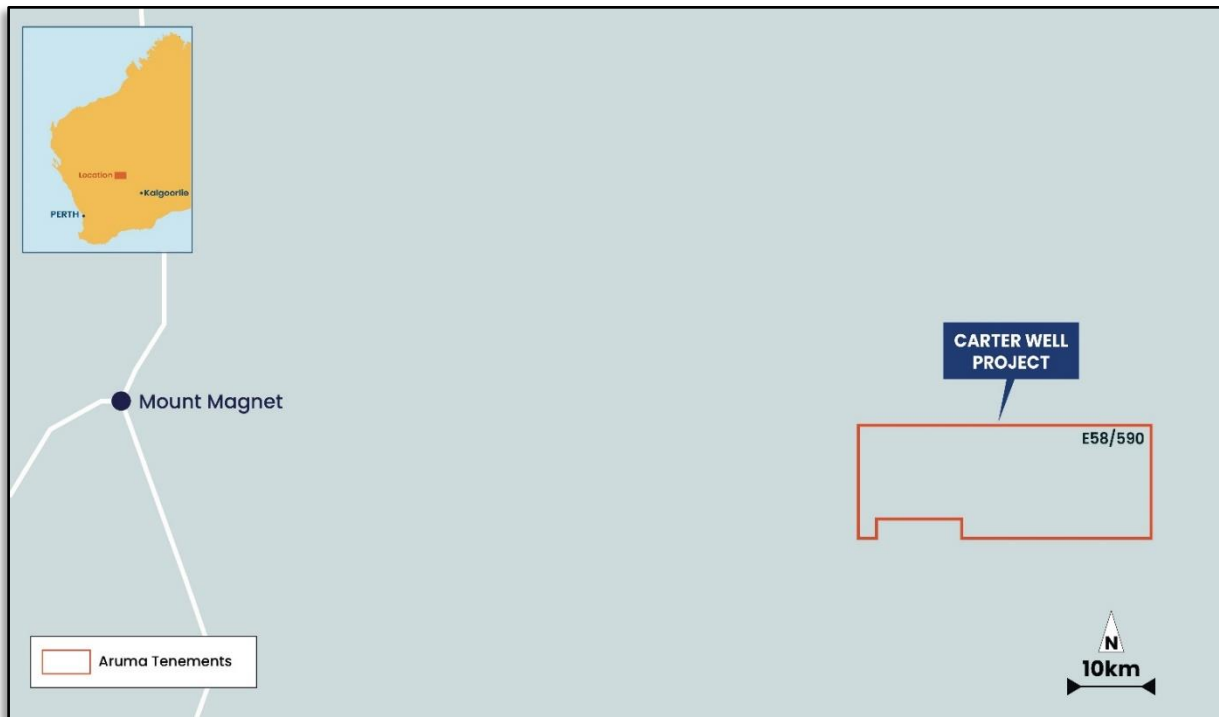 Location
•Kalgoorlie
PERTH
CARTER WELL
PROJECT
Mount Magnet
E58/590
Aruma Tenements
N
10km